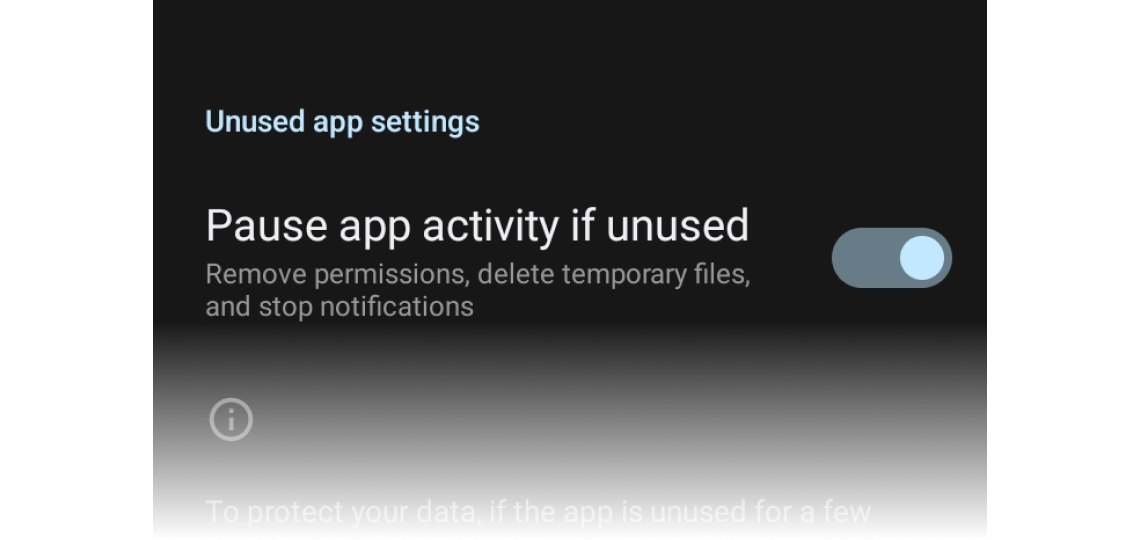 Unused app settings
Pause app activity if unused
Remove permissions, delete temporary files,
and stop notifications
To protect your data, if the app is unused for a few